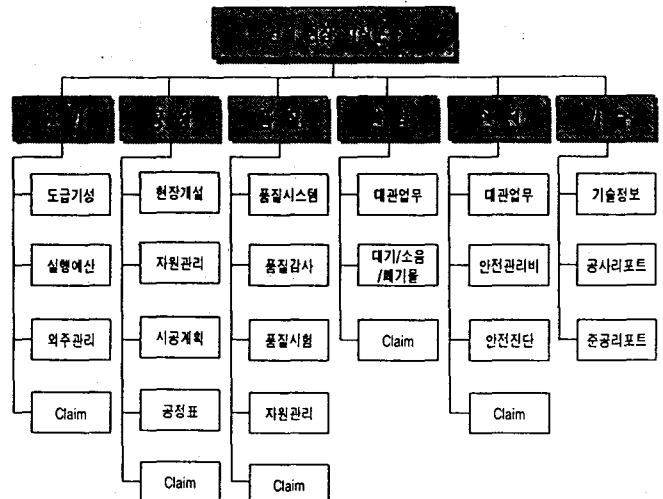 도급기성
실행예산
외주관리
Claim
현장개설
자원관리
시공계획
공정표
Claim
품질시스템
품질감사
품질시험
자원관리
Claim
대관업무
대기/소음
/폐기물
Claim
대관업무
안전관리비
안전진단
Claim
기술정보
공사리포트
준공리포트